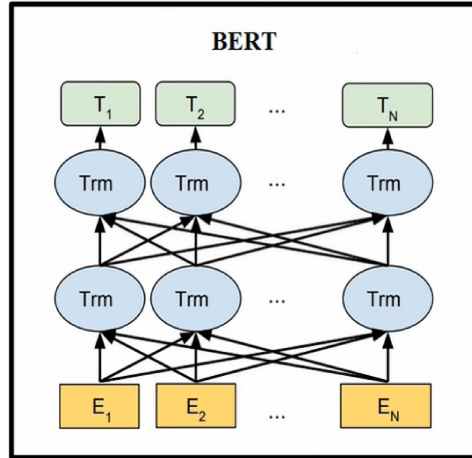 BERT
T1 T2 ... TN
Trm Trm ... Trm
Trm Trm ... Trm
E1 E2 ... EN